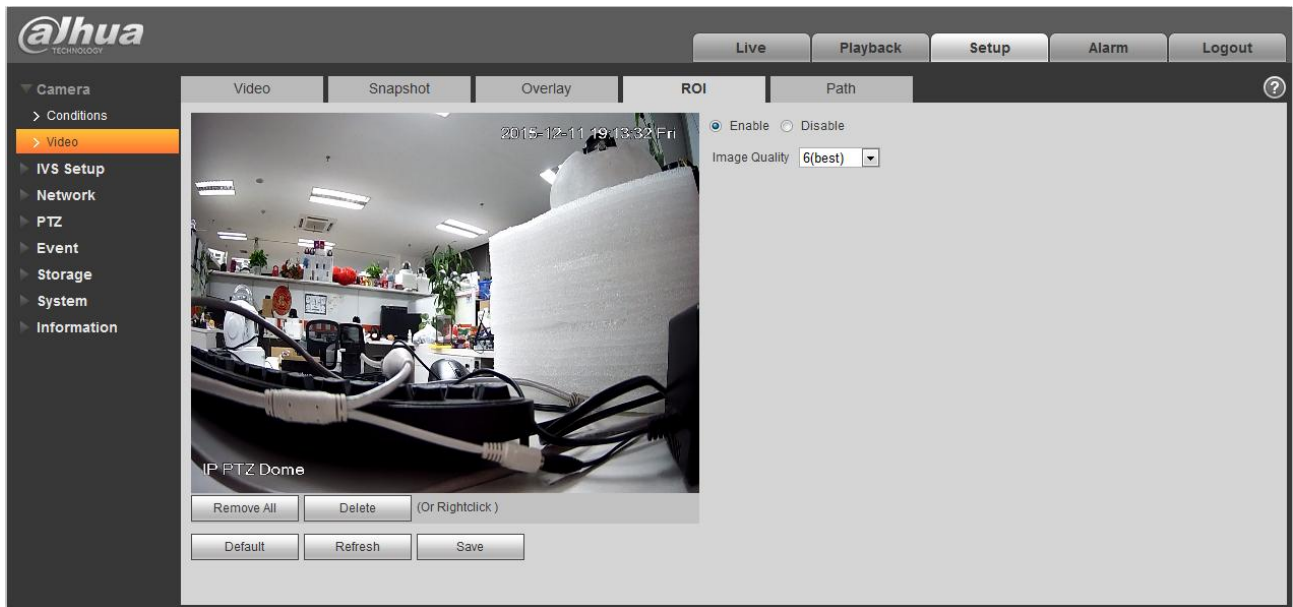 alhua
TECHNOLOGY
Live Playback Setup Alarm Logout
Camera
Conditions
Video
IVS Setup
Network
PTZ
Event
Storage
System
Information
Video Snapshot Overlay ROI Path
?
2015-12-11 19:13:32 Fri
IP PTZ Dome
Enable Disable
Image Quality 6(best)
Remove All Delete (Or Rightclick )
Default Refresh Save